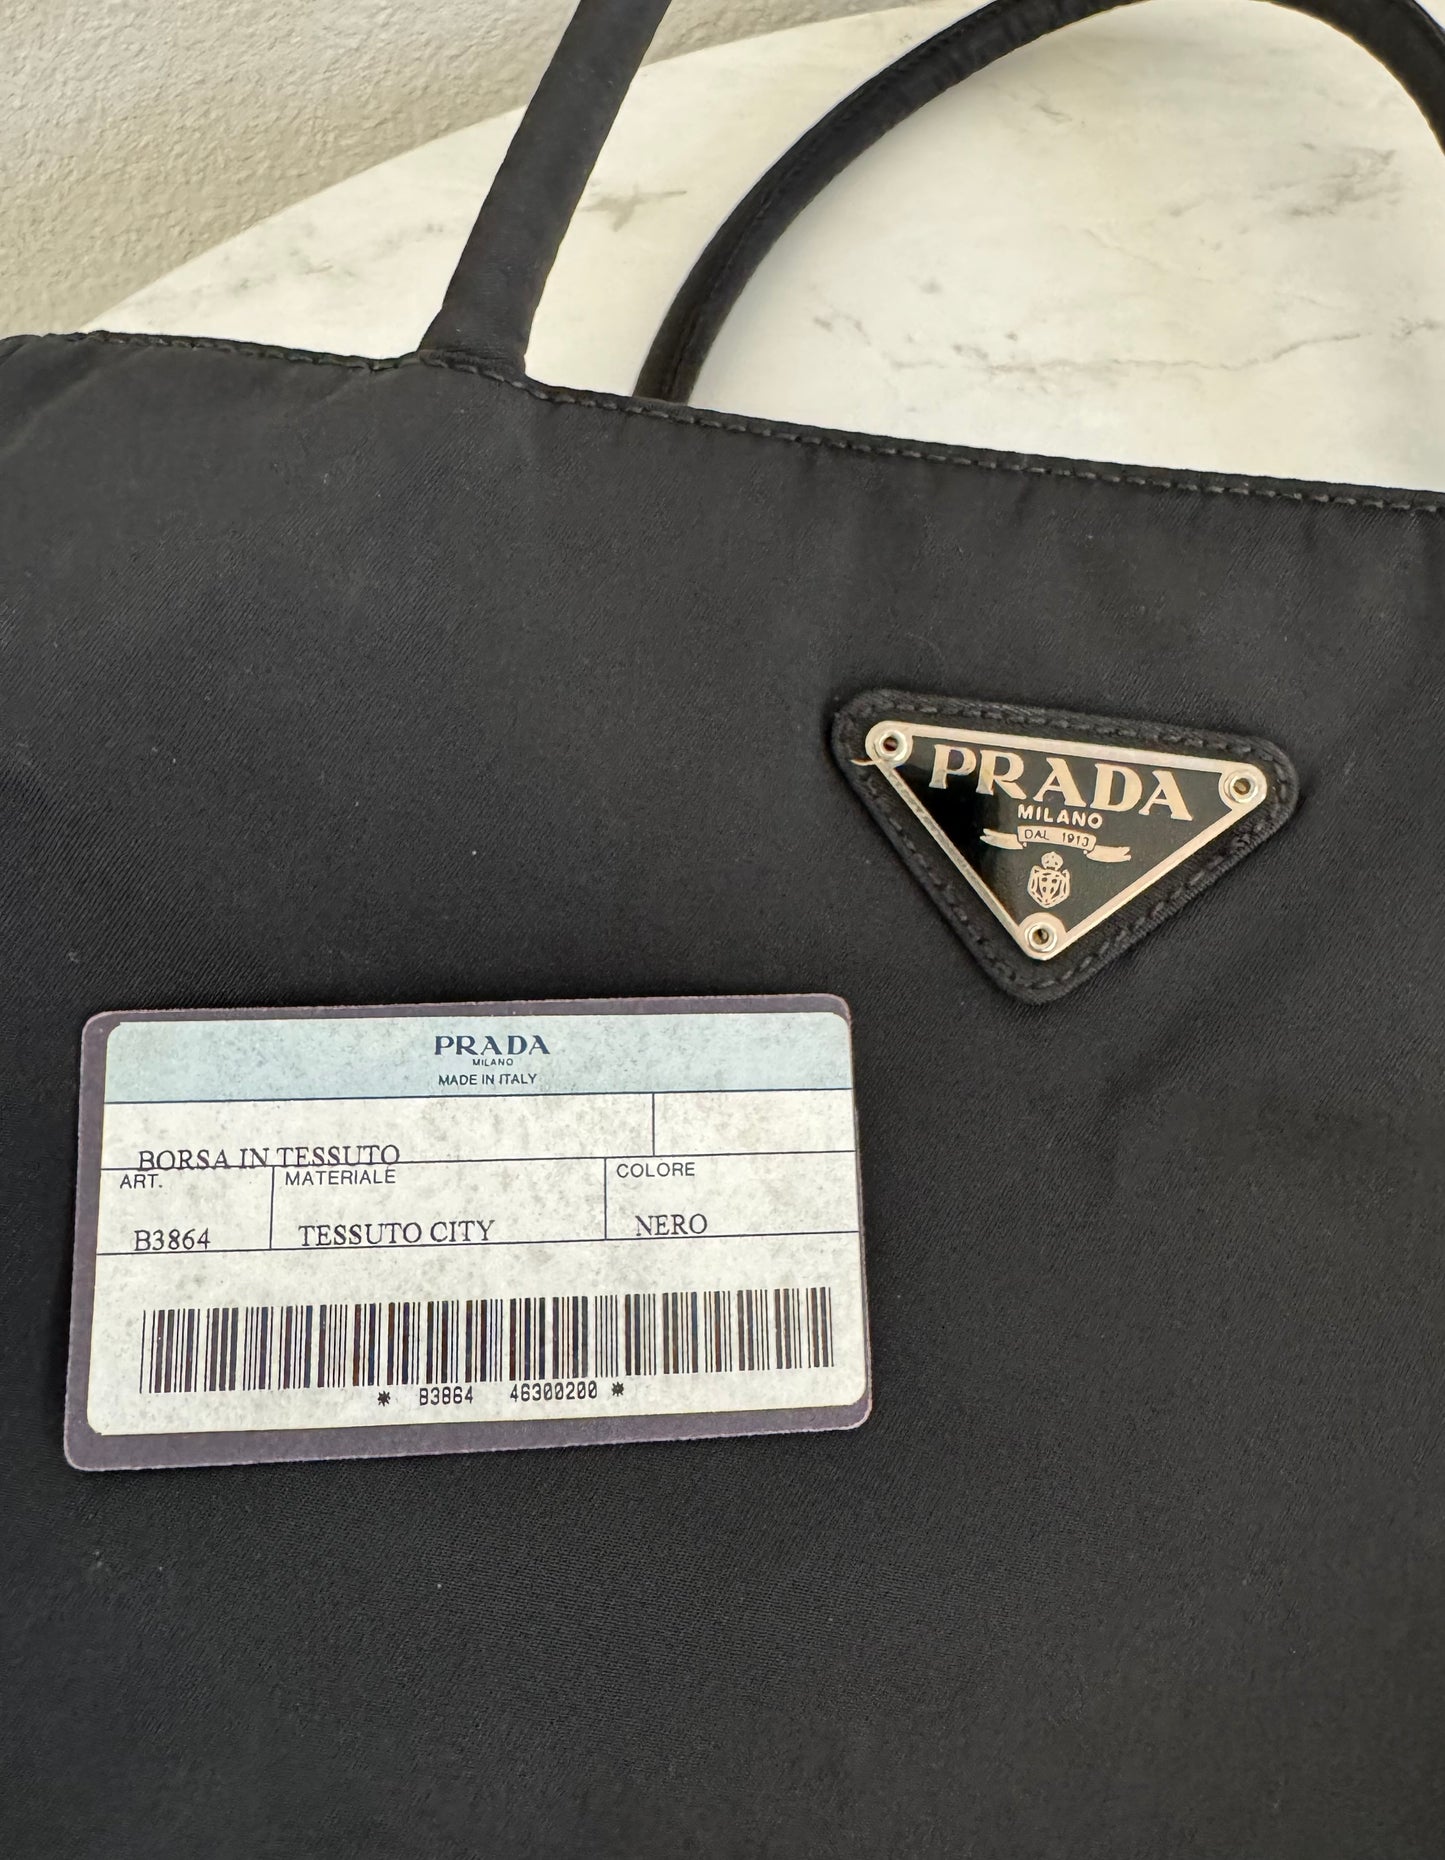 PRADA
MILANO
DAL 1913
PRADA
MILANO
MADE IN ITALY
BORSA IN TESSUTO
ART. MATERIALE COLORE
B3864 TESSUTO CITY NERO
* B3864 46300200 *